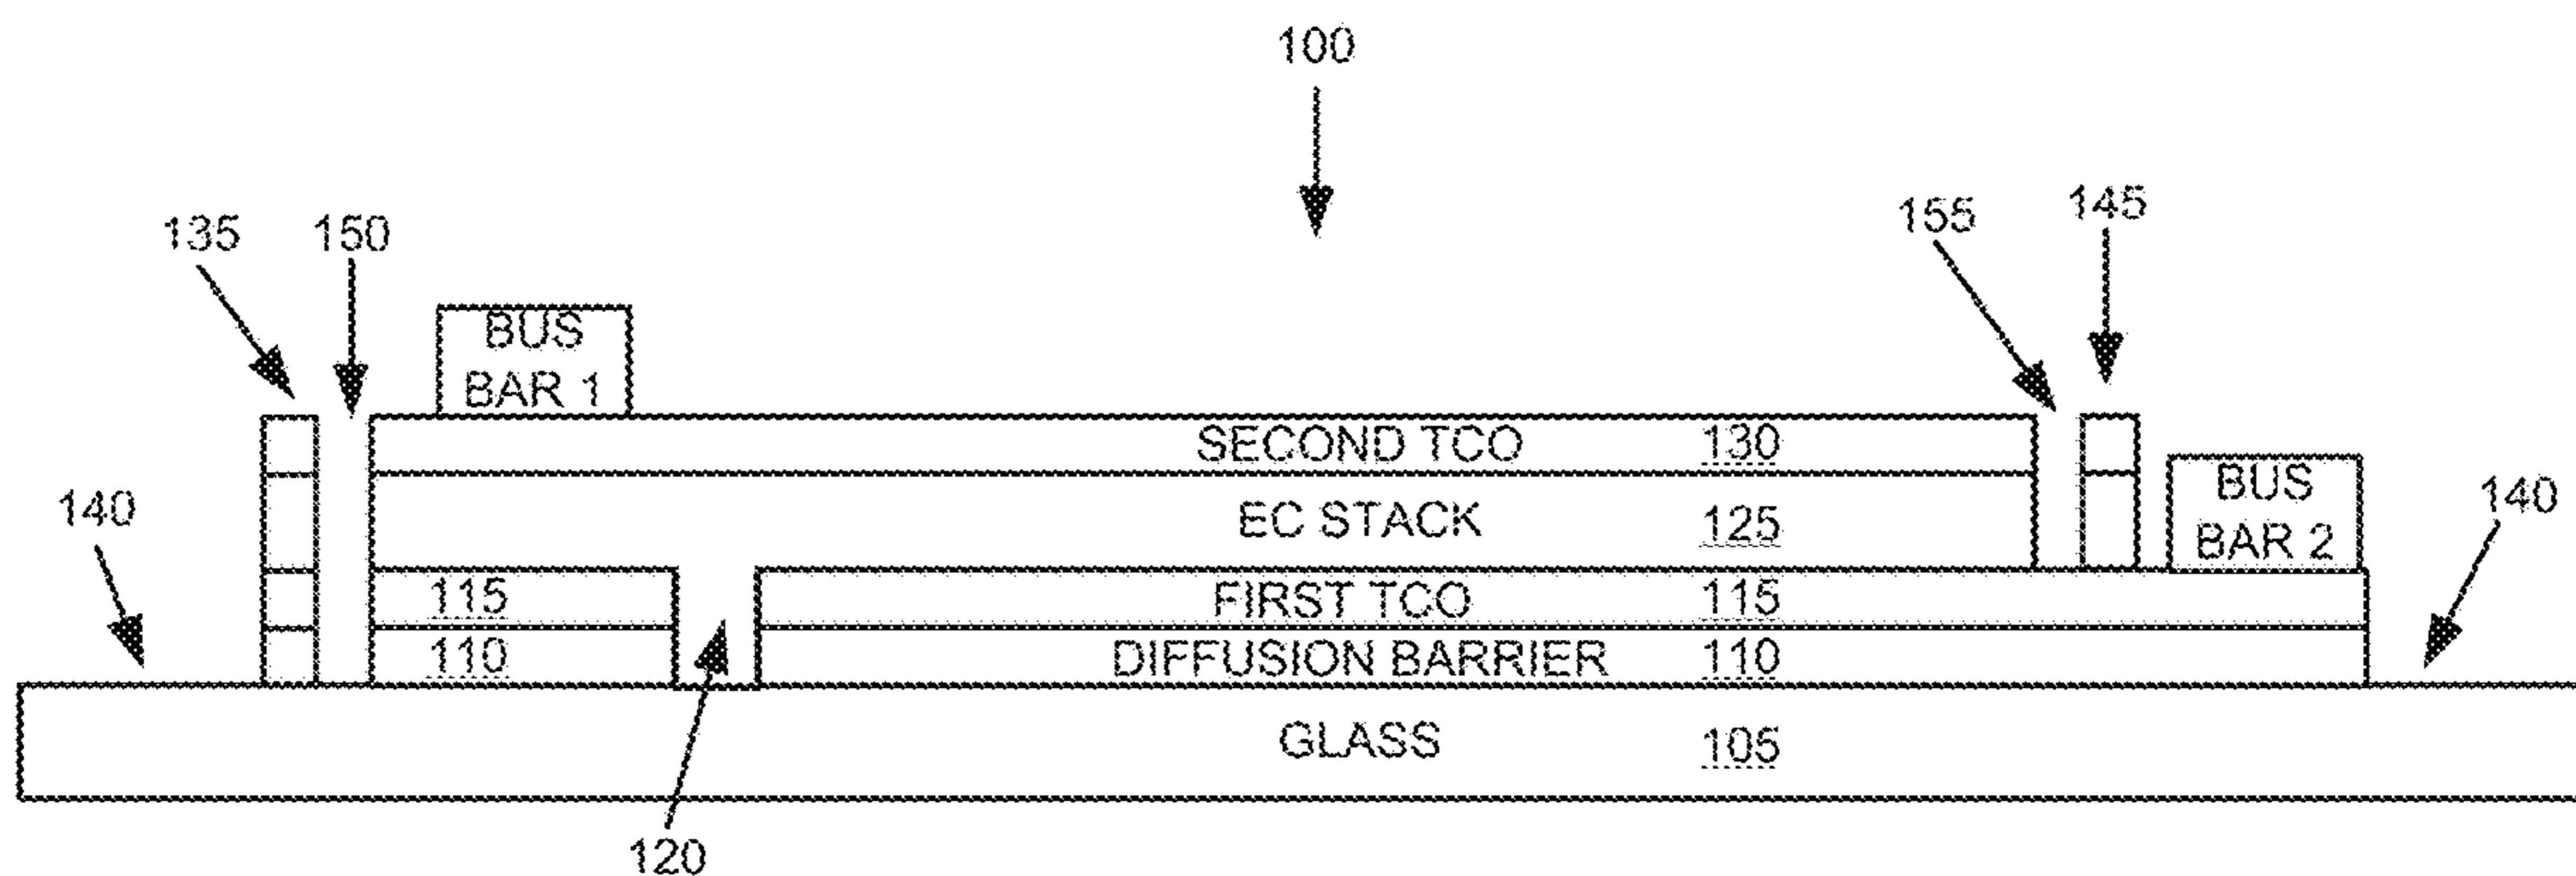 100
135
150
155
145
BUS
BAR 1
SECOND TCO 130
140
EC STACK 125
BUS
BAR 2
140
115
FIRST TCO 115
110
DIFFUSION BARRIER 110
GLASS 105
120